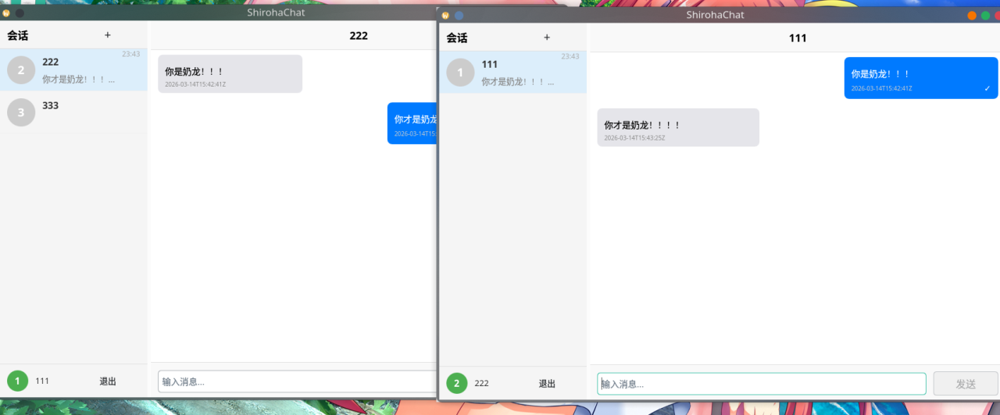 ShirohaChat
会话 +
222
23:43
222
2
你才是奶龙！！！...
3
333
你是奶龙！！！
2026-03-14T15:42:41Z
你才是奶龙
2026-03-14T15:
1
111
退出
输入消息...
ShirohaChat
会话 +
111
23:43
111
1
你才是奶龙！！！...
你是奶龙！！！
2026-03-14T15:42:41Z ✓
你才是奶龙！！！！
2026-03-14T15:43:25Z
2
222
退出
输入消息...
发送